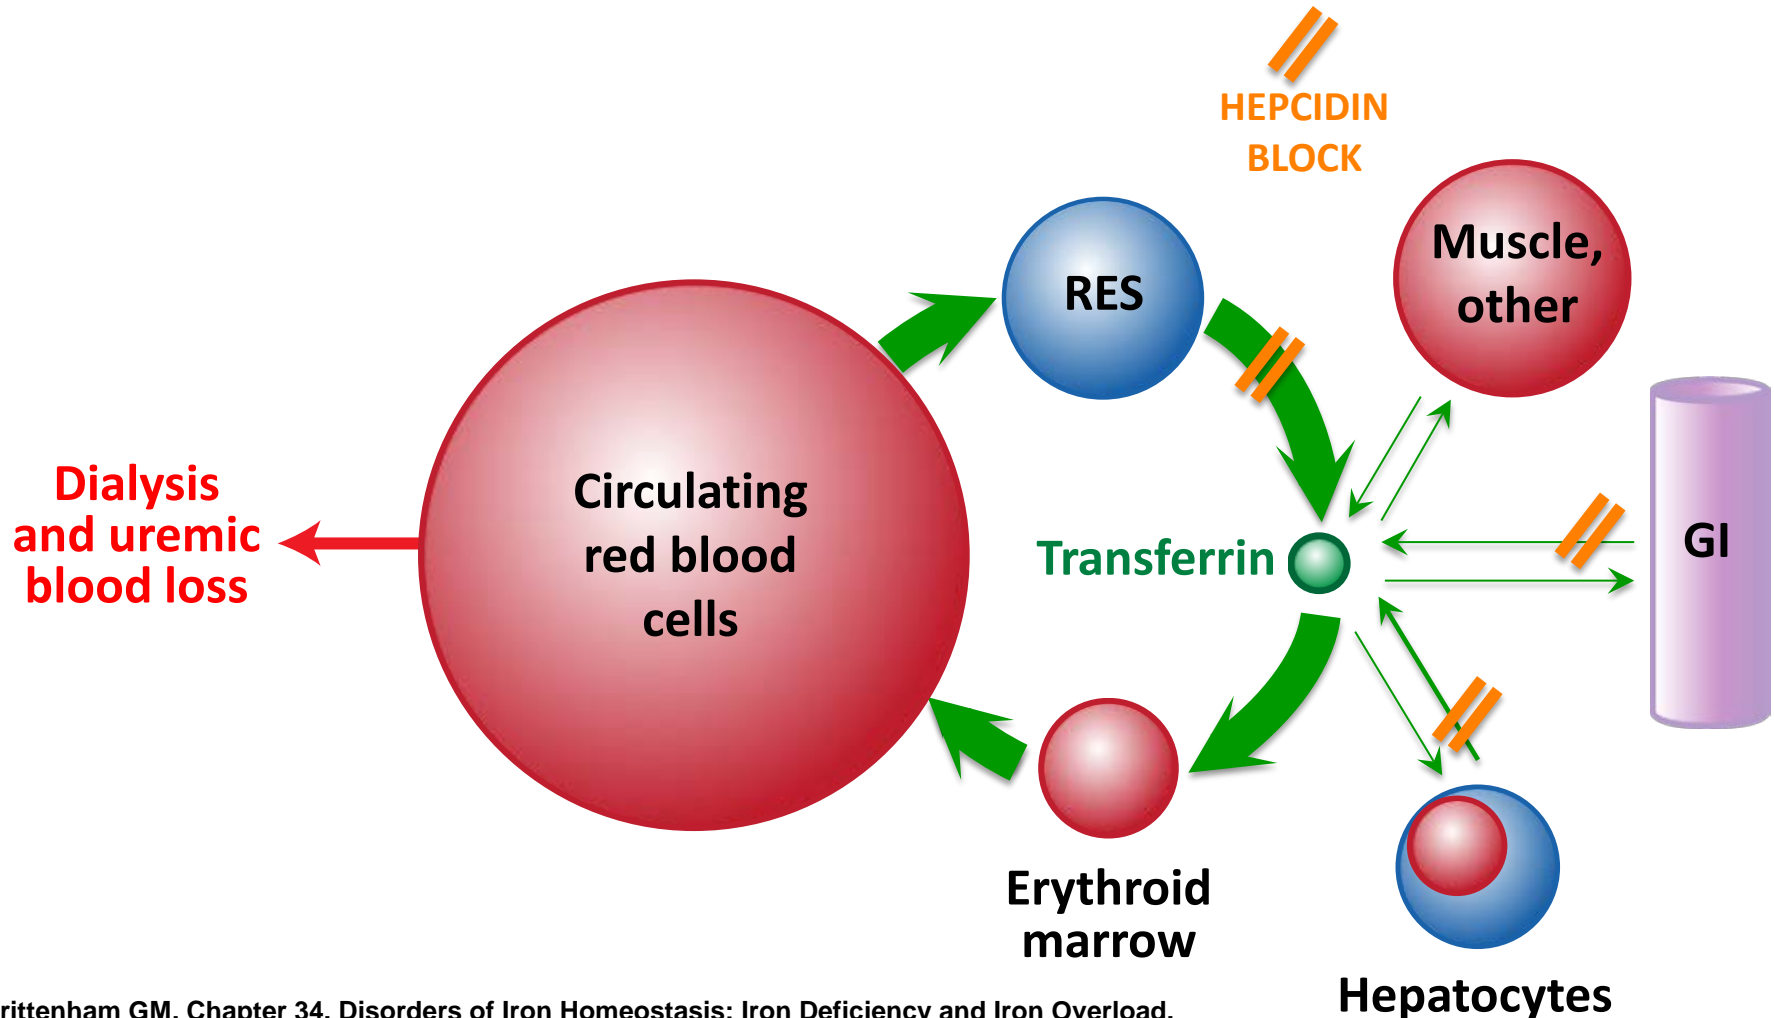 HEPCIDIN
BLOCK
Muscle,
other
RES
Circulating
red blood
cells
Dialysis
and uremic
blood loss
Transferrin
GI
Erythroid
marrow
Hepatocytes
rittenham GM. Chapter 34. Disorders of Iron Homeostasis: Iron Deficiency and Iron Overload.